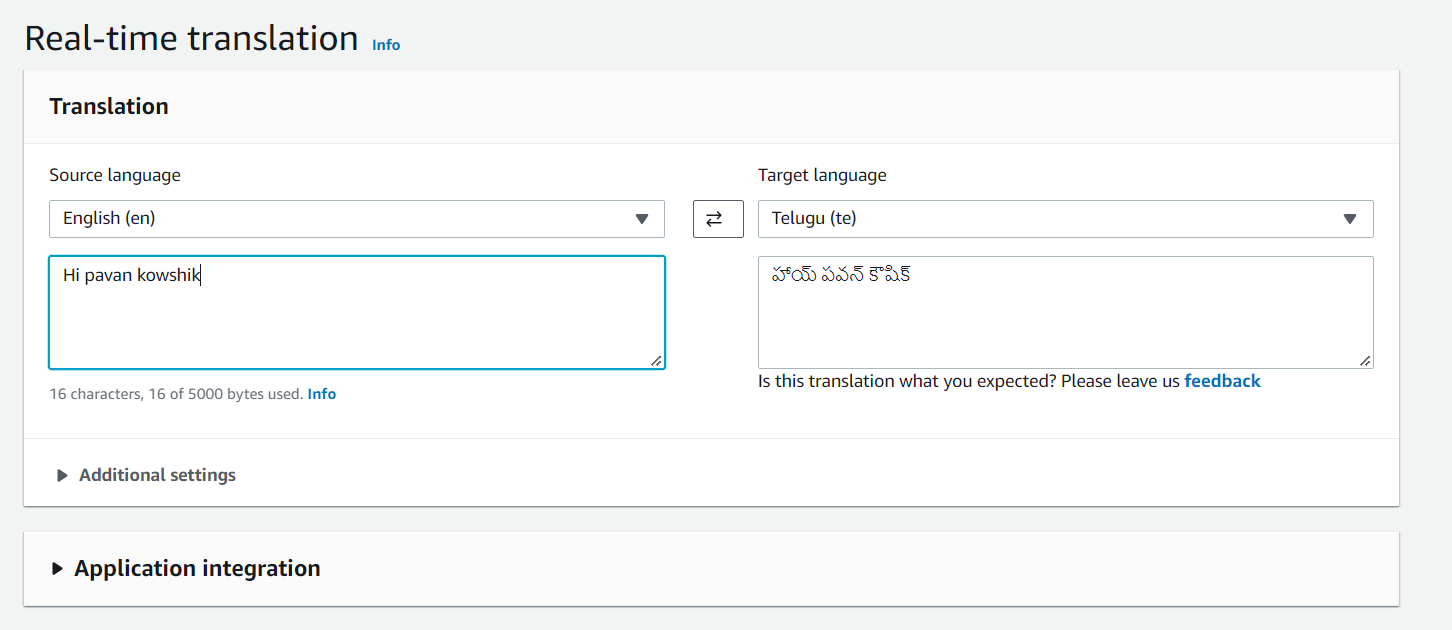 Real-time translation Info
Translation
Source language
Target language
English (en)
Telugu (te)
Hi pavan kowshik
హాయ్ పవన్ కౌషిక్
16 characters, 16 of 5000 bytes used. Info
Is this translation what you expected? Please leave us feedback
Additional settings
Application integration